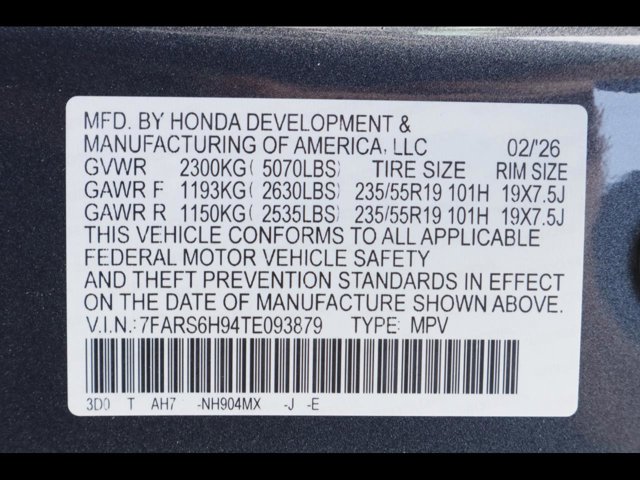 MFD. BY HONDA DEVELOPMENT &
MANUFACTURING OF AMERICA, LLC 02/'26
GVWR 2300KG( 5070LBS) TIRE SIZE RIM SIZE
GAWR F 1193KG( 2630LBS) 235/55R19 101H 19X7.5J
GAWR R 1150KG( 2535LBS) 235/55R19 101H 19X7.5J
THIS VEHICLE CONFORMS TO ALL APPLICABLE
FEDERAL MOTOR VEHICLE SAFETY
AND THEFT PREVENTION STANDARDS IN EFFECT
ON THE DATE OF MANUFACTURE SHOWN ABOVE.
V.I.N.:7FARS6H94TE093879 TYPE: MPV
3D0 T AH7 -NH904MX -J -E